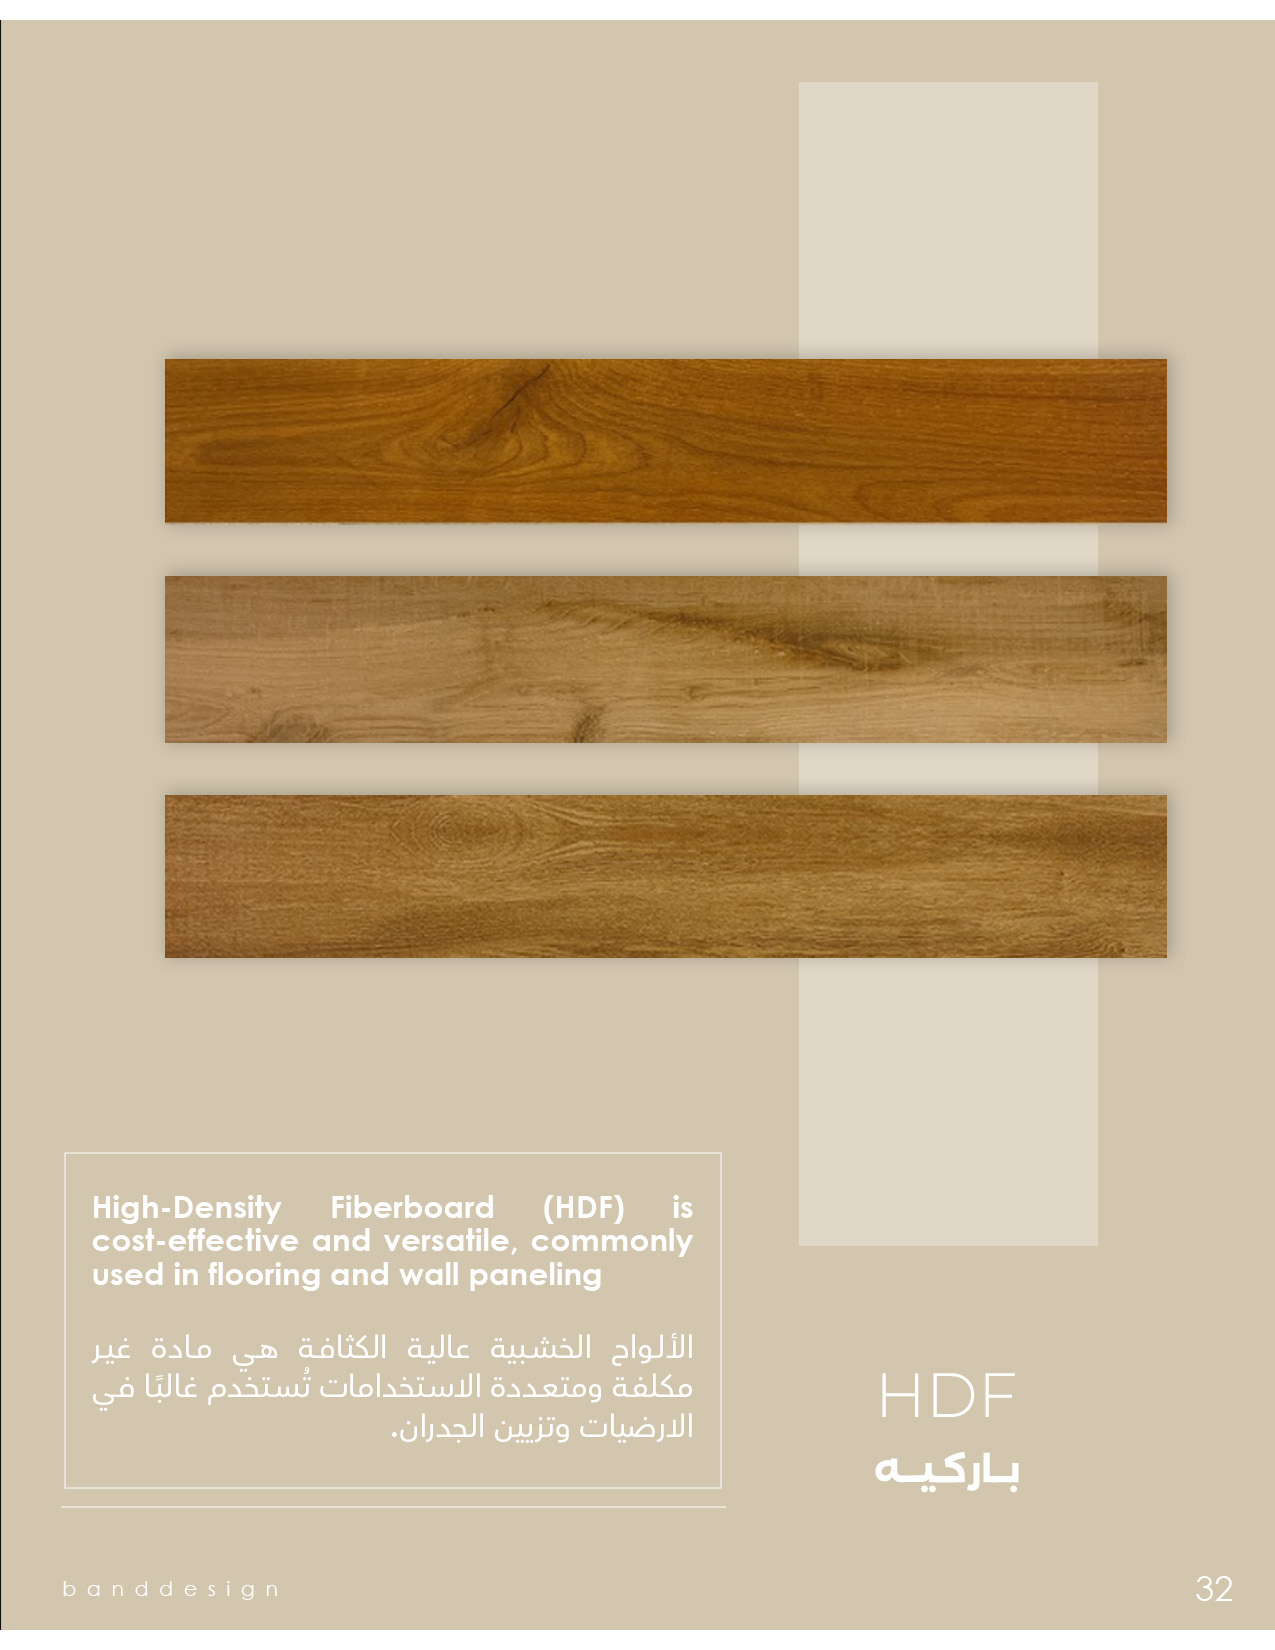 High-Density Fiberboard (HDF) is
cost-effective and versatile, commonly
used in flooring and wall paneling
الألواح الخشبية عالية الكثافة هي مادة غير
مكلفة ومتعددة الاستخدامات تُستخدم غالبًا في
الارضيات وتزيين الجدران.
HDF
باركيه
banddesign
32